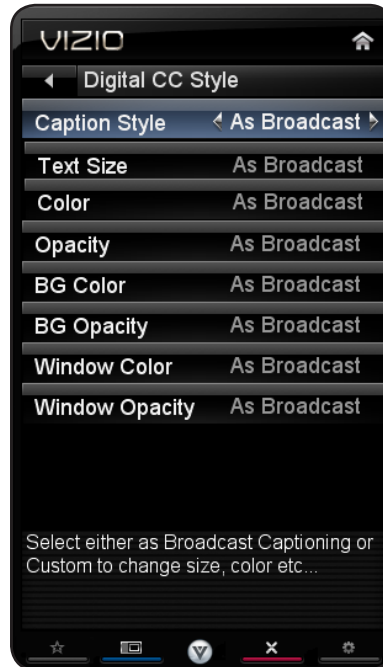 VIZIO
Digital CC Style
Caption Style As Broadcast
Text Size As Broadcast
Color As Broadcast
Opacity As Broadcast
BG Color As Broadcast
BG Opacity As Broadcast
Window Color As Broadcast
Window Opacity As Broadcast
Select either as Broadcast Captioning or
Custom to change size, color etc...
V